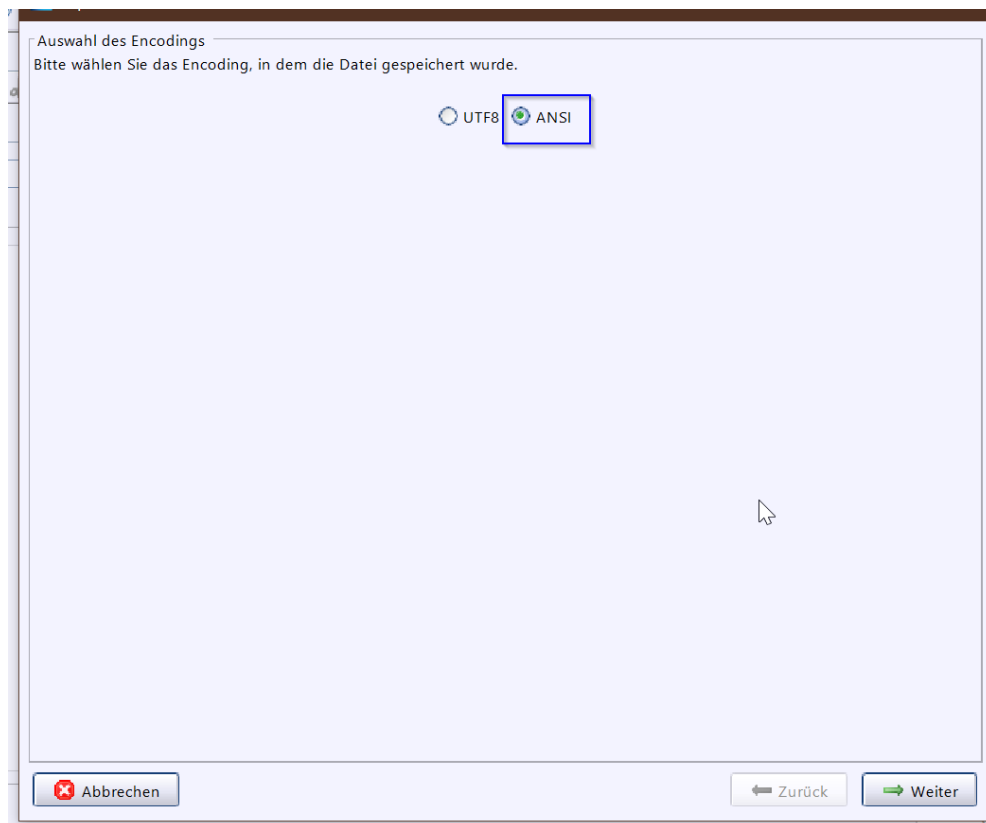 Auswahl des Encodings
Bitte wählen Sie das Encoding, in dem die Datei gespeichert wurde.
UTF8 ANSI
Abbrechen Zurück Weiter